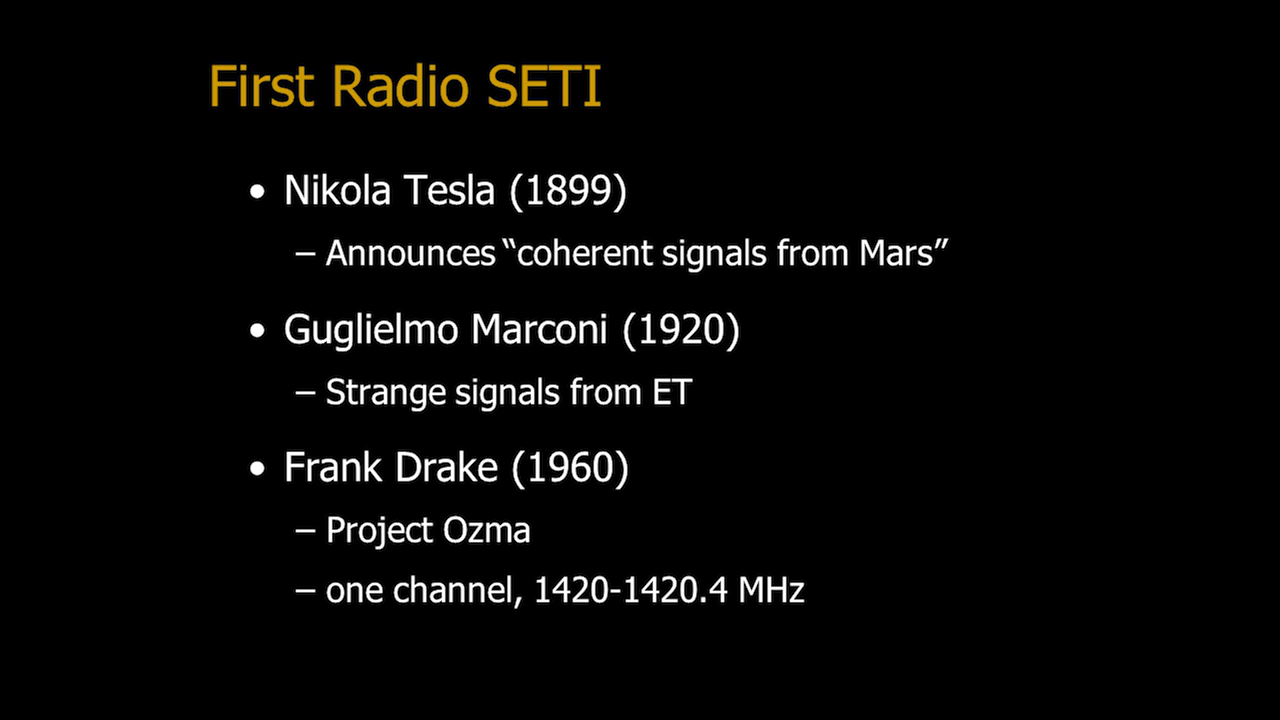 First Radio SETI
• Nikola Tesla (1899)
– Announces “coherent signals from Mars”
• Guglielmo Marconi (1920)
– Strange signals from ET
• Frank Drake (1960)
– Project Ozma
– one channel, 1420-1420.4 MHz